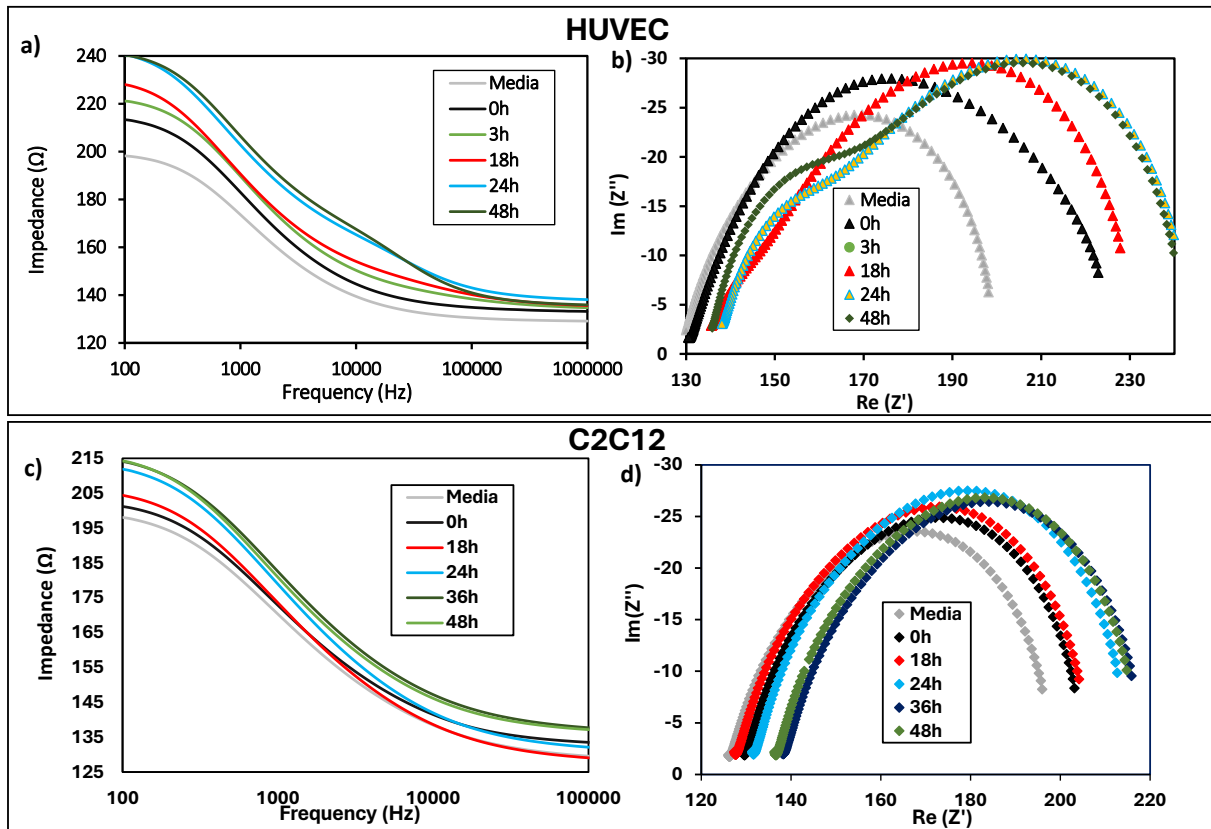 HUVEC
a)
240
220
200
180
160
140
120
100
1000
10000
100000
1000000
Impedance (Ω)
Frequency (Hz)
Media
0h
3h
18h
24h
48h
b)
-30
-25
-20
-15
-10
-5
0
130
150
170
190
210
230
Im (Z'')
Re (Z')
Media
0h
3h
18h
24h
48h
C2C12
c)
215
205
195
185
175
165
155
145
135
125
100
1000
10000
100000
Impedance (Ω)
Frequency (Hz)
Media
0h
18h
24h
36h
48h
d)
-30
-25
-20
-15
-10
-5
0
120
140
160
180
200
220
Im(Z'')
Re (Z')
Media
0h
18h
24h
36h
48h